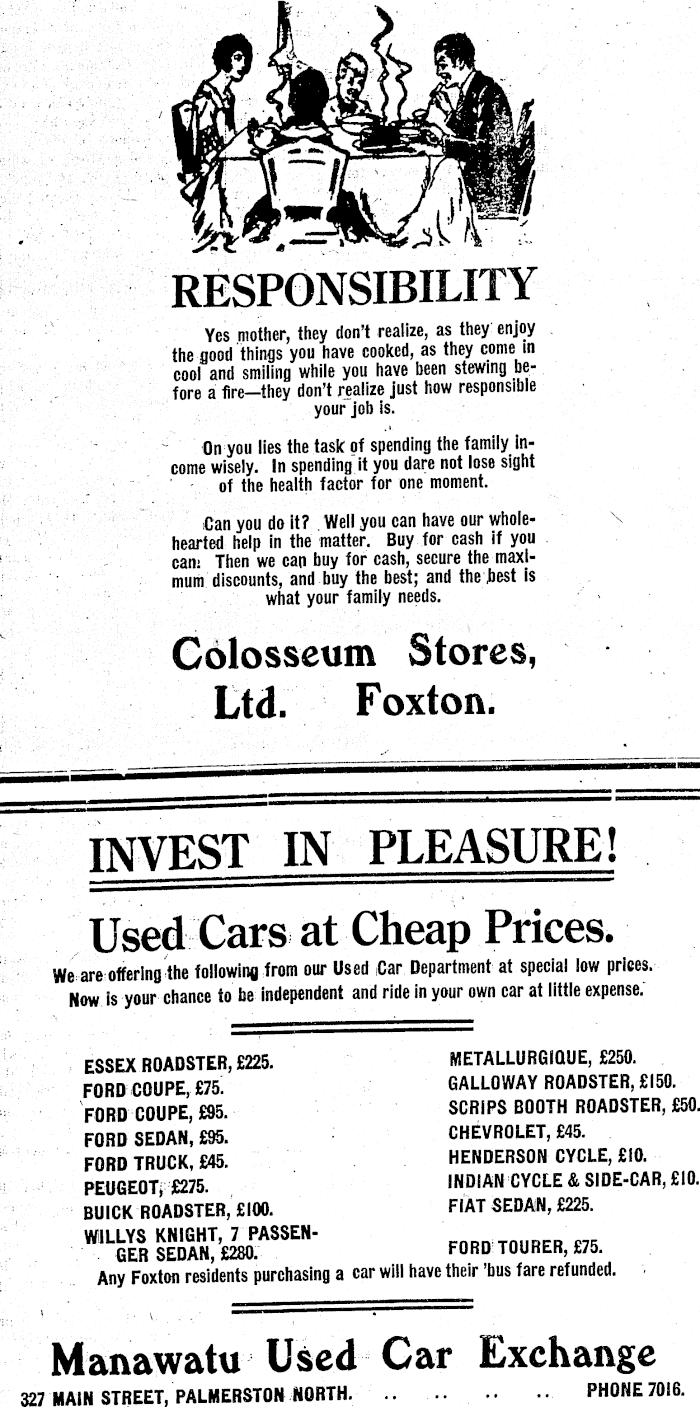 RESPONSIBILITY
Yes mother, they don't realize, as they enjoy
the good things you have cooked, as they come in
cool and smiling while you have been stewing be-
fore a fire—they don't realize just how responsible
your job is.
On you lies the task of spending the family in-
come wisely. In spending it you dare not lose sight
of the health factor for one moment.
Can you do it? Well you can have our whole-
hearted help in the matter. Buy for cash if you
can: Then we can buy for cash, secure the maxi-
mum discounts, and buy the best; and the best is
what your family needs.
Colosseum Stores,
Ltd. Foxton.
INVEST IN PLEASURE!
Used Cars at Cheap Prices.
We are offering the following from our Used Car Department at special low prices.
Now is your chance to be independent and ride in your own car at little expense.
ESSEX ROADSTER, £225.
FORD COUPE, £75.
FORD COUPE, £95.
FORD SEDAN, £95.
FORD TRUCK, £45.
PEUGEOT, £275.
BUICK ROADSTER, £100.
WILLYS KNIGHT, 7 PASSEN-
GER SEDAN, £280.
METALLURGIQUE, £250.
GALLOWAY ROADSTER, £150.
SCRIPS BOOTH ROADSTER, £50.
CHEVROLET, £45.
HENDERSON CYCLE, £10.
INDIAN CYCLE & SIDE-CAR, £10.
FIAT SEDAN, £225.
FORD TOURER, £75.
Any Foxton residents purchasing a car will have their 'bus fare refunded.
Manawatu Used Car Exchange
327 MAIN STREET, PALMERSTON NORTH. .. .. .. .. PHONE 7016.